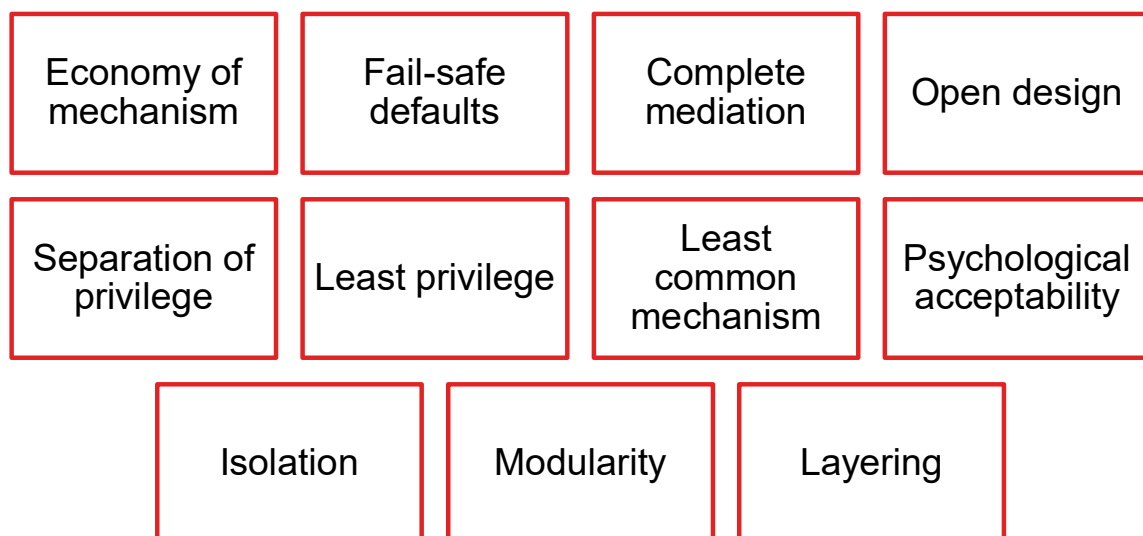 Economy of
mechanism
Fail-safe
defaults
Complete
mediation
Open design
Separation of
privilege
Least privilege
Least
common
mechanism
Psychological
acceptability
Isolation
Modularity
Layering